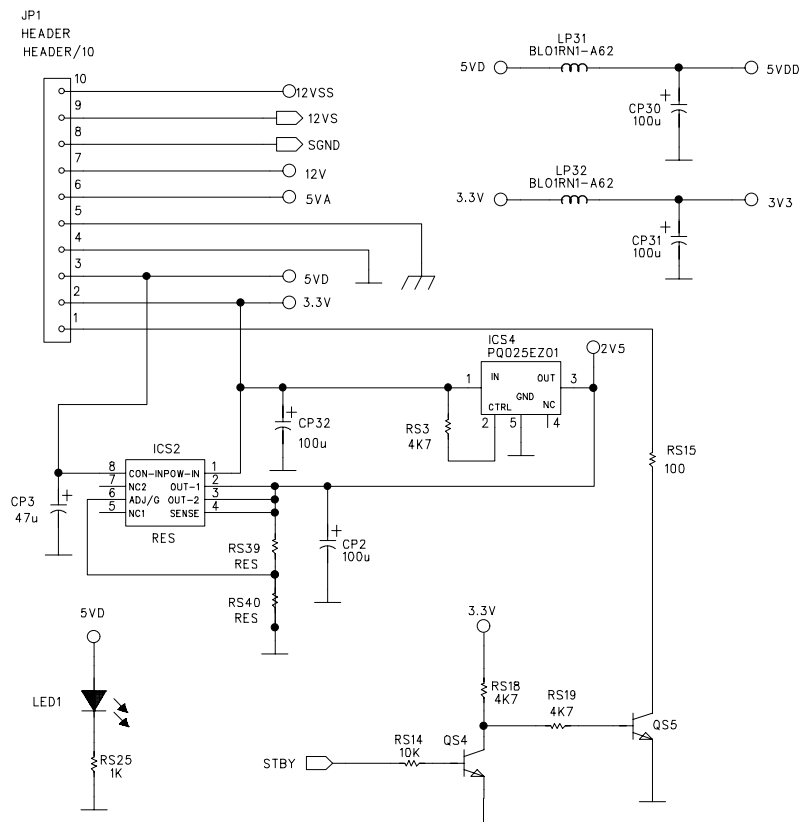 JP1
HEADER
HEADER/10
10
12VSS
9
12VS
8
SGND
7
12V
6
5VA
5
4
3
5VD
2
3.3V
1
LP31
BL01RN1-A62
5VD
5VDD
CP30
100u
LP32
BL01RN1-A62
3.3V
3V3
CP31
100u
ICS4
PQ025EZ01
2V5
1
IN
OUT
3
GND
CTRL
NC
2
5
4
RS3
4K7
CP32
100u
RS15
100
ICS2
8
CON-IN
POW-IN
1
7
NC2
OUT-1
2
6
ADJ/G
OUT-2
3
5
NC1
SENSE
4
RES
CP3
47u
RS39
RES
CP2
100u
RS40
RES
5VD
LED1
RS25
1K
3.3V
RS18
4K7
RS19
4K7
QS5
STBY
RS14
10K
QS4